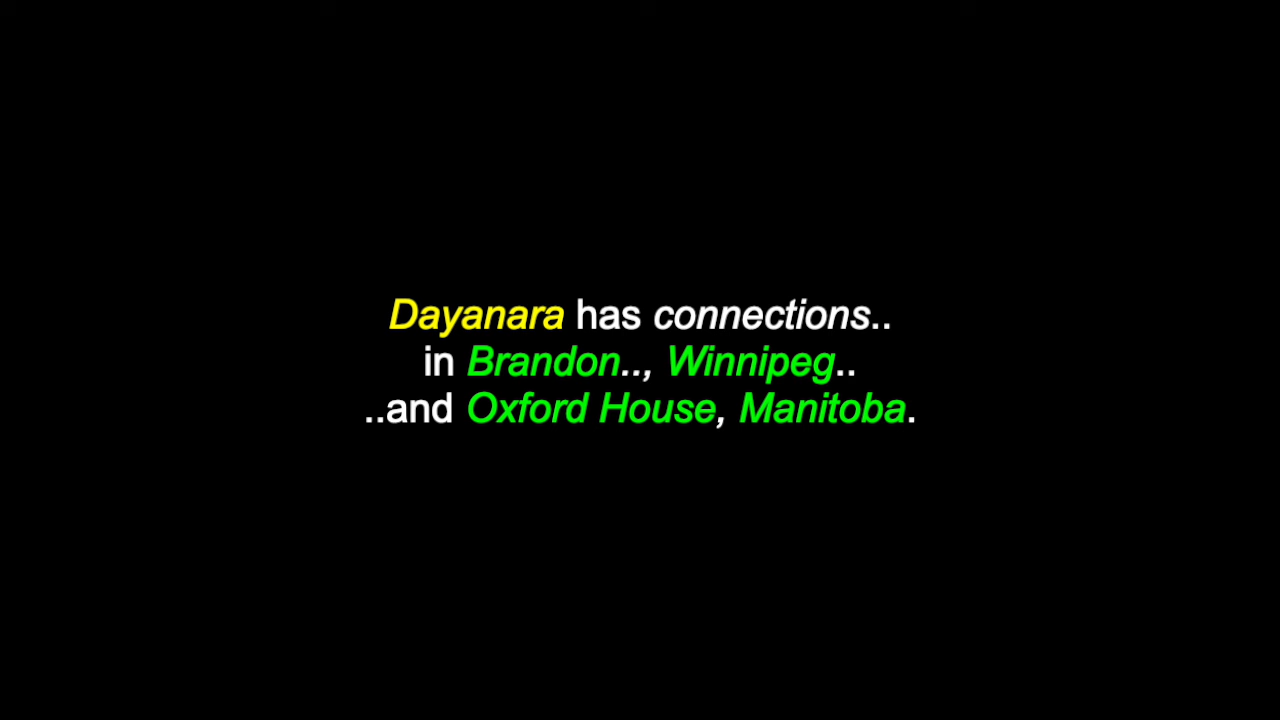 Dayanara has connections..
in Brandon.., Winnipeg..
..and Oxford House, Manitoba.